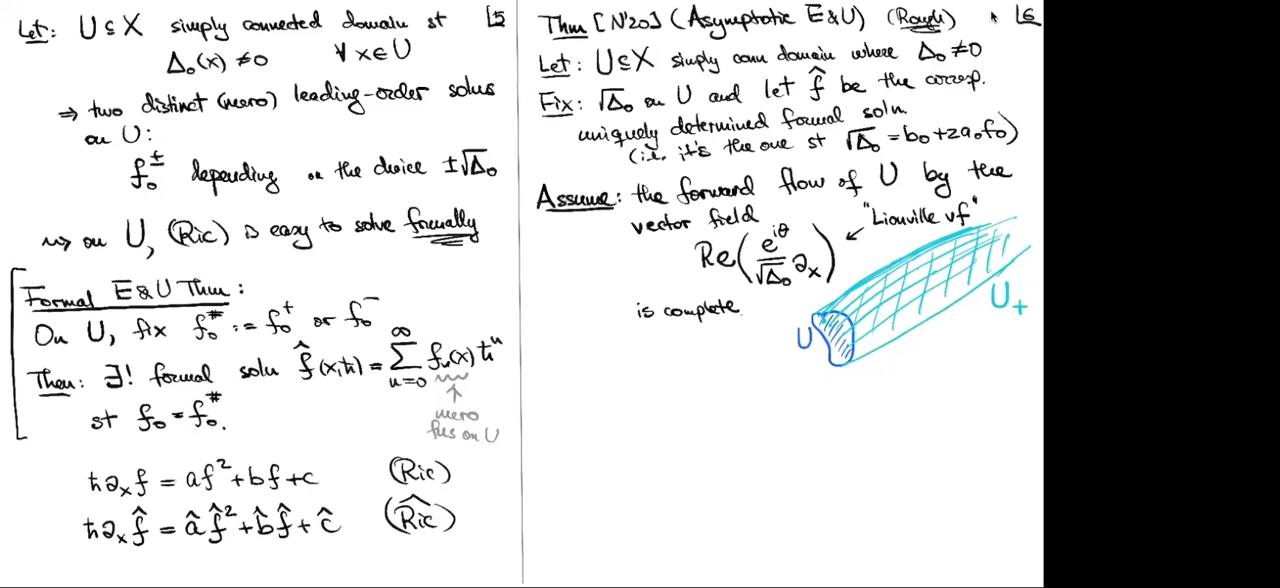 Let: U ⊆ X simply connected domain st
Δ₀(x) ≠ 0 ∀ x ∈ U
⇒ two distinct (mero) leading-order solns
on U:
f₀^± depending on the choice ±√Δ₀
⇝ on U, (Ric) is easy to solve formally
Formal E&U Thm:
On U, fix f₀^# := f₀⁺ or f₀⁻
Then: ∃! formal soln f̂(x,ħ) = ∑_{n=0}^∞ fₙ(x) ħⁿ
st f₀ = f₀^#.
↑
mero
fns on U
ħ∂ₓf = af² + bf + c (Ric)
ħ∂ₓf̂ = âf̂² + b̂f̂ + ĉ (R̂ic)
15
Thm [N'20] (Asymptotic E&U) (Rough)
16
Let: U ⊆ X simply conn domain where Δ₀ ≠ 0
Fix: √Δ₀ on U and let f̂ be the corresp.
uniquely determined formal soln.
(i.e. it's the one st √Δ₀ = b₀ + 2a₀f₀)
Assume: the forward flow of U by the
vector field
"Liouville vf"
Re(e^{iθ}/√Δ₀ ∂ₓ)
is complete.
U
U₊